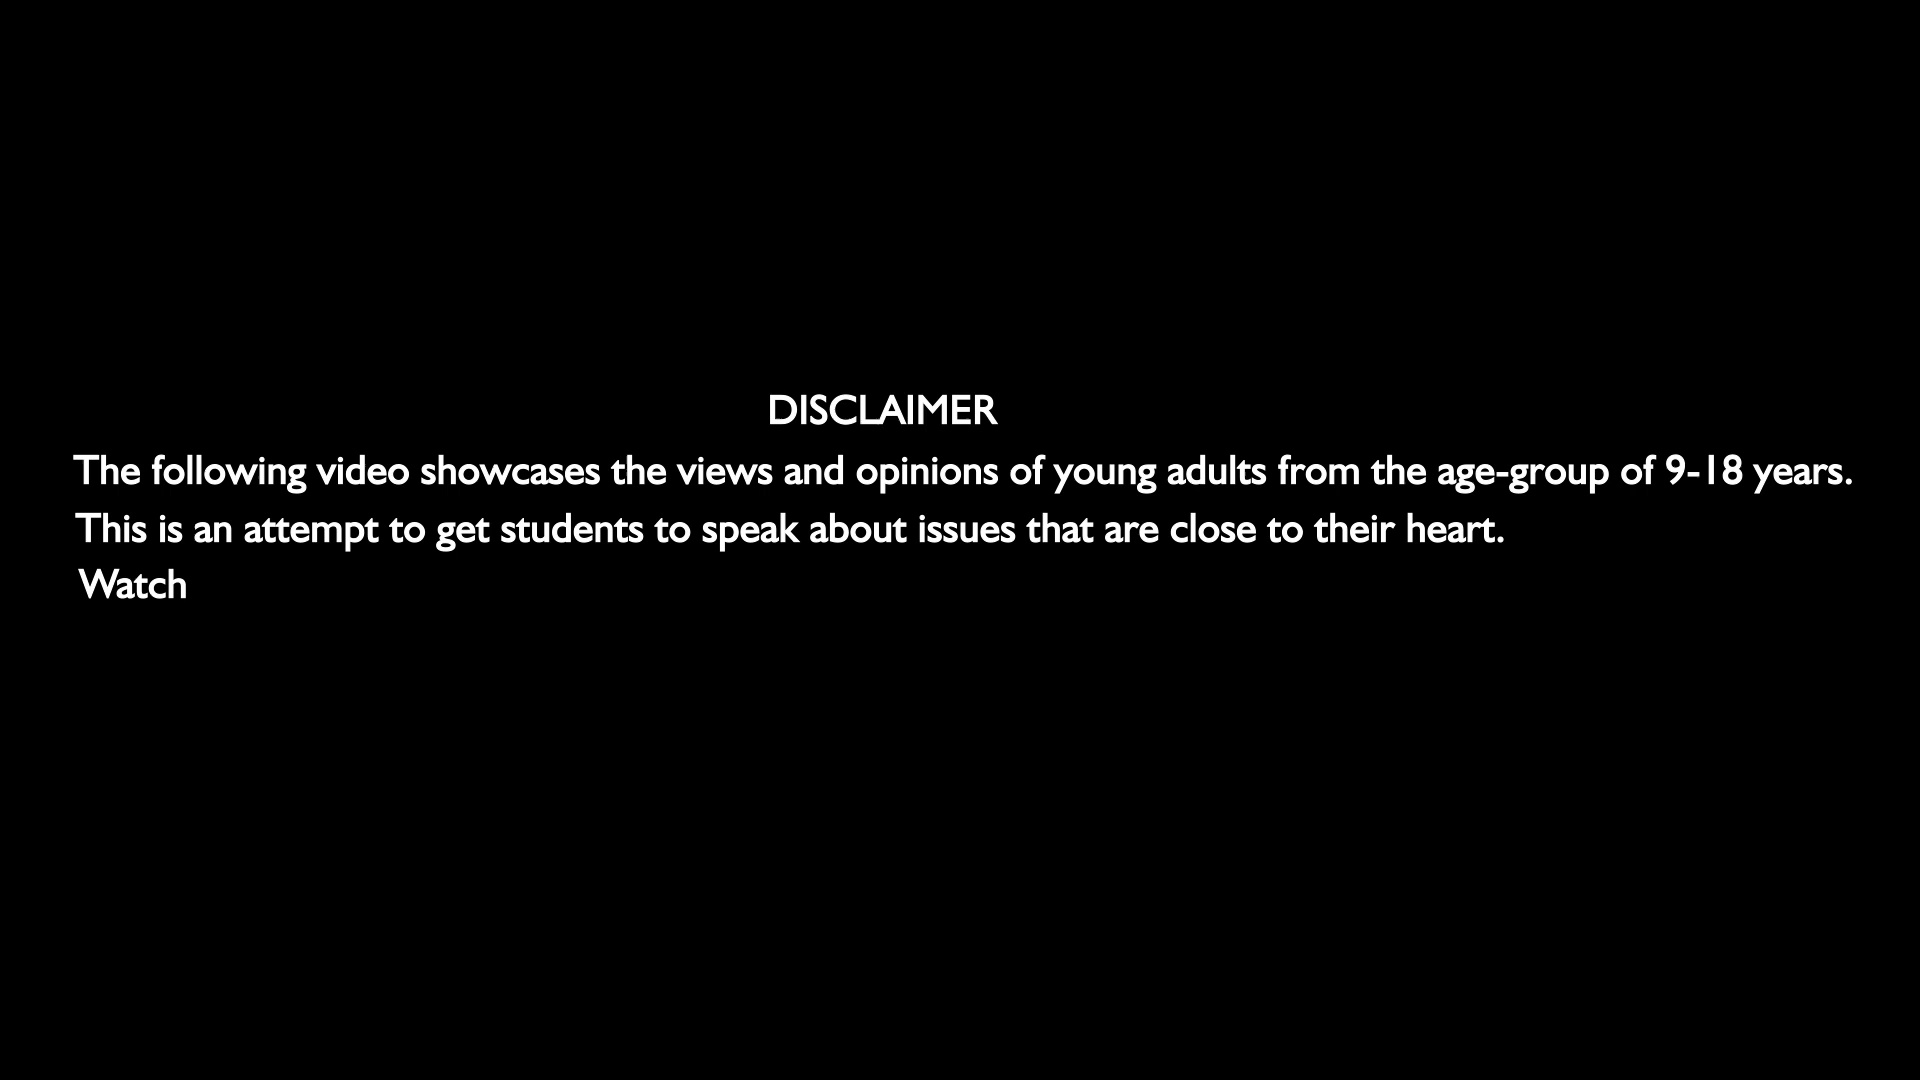 DISCLAIMER
The following video showcases the views and opinions of young adults from the age-group of 9-18 years.
This is an attempt to get students to speak about issues that are close to their heart.
Watch